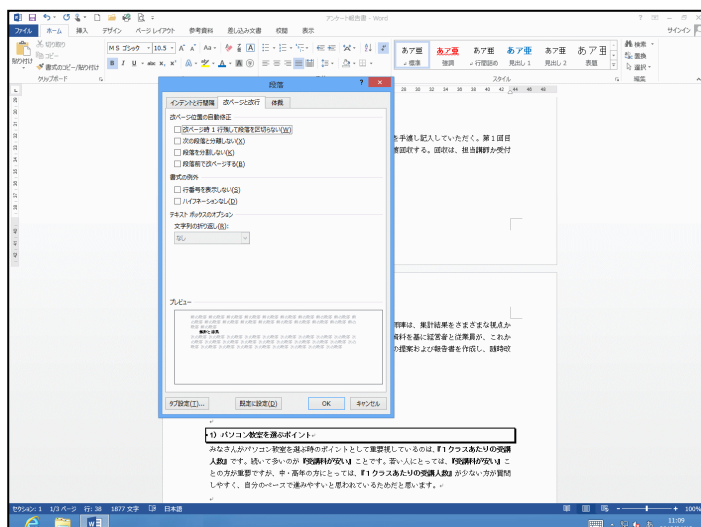 アンケート報告書 - Word
サインイン
ファイル ホーム 挿入 デザイン ページ レイアウト 参考資料 差し込み文書 校閲 表示
貼り付け
切り取り
コピー
書式のコピー/貼り付け
クリップボード
MS ゴシック 10.5
あア亜 あア亜 あア亜 あア亜 あア亜 あア亜
標準 強調 行間詰め 見出し 1 見出し 2 表題
スタイル
検索
置換
選択
編集
段落
インデントと行間隔 改ページと改行 体裁
改ページ位置の自動修正
改ページ時 1 行残して段落を区切らない(W)
次の段落と分離しない(X)
段落を分割しない(K)
段落前で改ページする(B)
書式の例外
行番号を表示しない(S)
ハイフネーションなし(D)
テキスト ボックスのオプション
文字列の折り返し(R):
なし
プレビュー
タブ設定(T)... 既定に設定(D) OK キャンセル
を手渡し記入していただく。第1回目
回収する。回収は、担当講師か受付
は、集計結果をさまざまな視点か
資料を基に経営者と従業員が、これか
の提案および報告書を作成し、随時改
1) パソコン教室を選ぶポイント
みなさんがパソコン教室を選ぶ時のポイントとして重要視しているのは、『1クラスあたりの受講
人数』です。続いて多いのが『受講料が安い』ことです。若い人にとっては、『受講料が安い』こ
との方が重要ですが、中・高年の方にとっては、『1クラスあたりの受講人数』が少ない方が質問
しやすく、自分のペースで進みやすいと思われているためだと思います。
セクション: 1 1/3 ページ 行: 38 1877 文字 日本語
100%
11:09